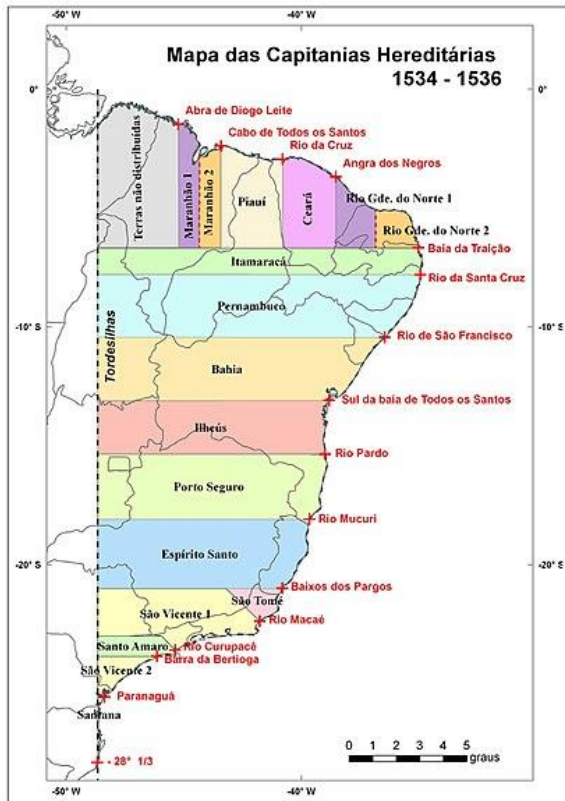 -50° W
-40° W
Mapa das Capitanias Hereditárias
1534 - 1536
0°
0°
Abra de Diogo Leite
Cabo de Todos os Santos
Rio da Cruz
Angra dos Negros
Terras não distribuídas
Maranhão 1
Maranhão 2
Piauí
Ceará
Rio Gde. do Norte 1
Rio Gde. do Norte 2
Baía da Traição
Itamaracá
Rio da Santa Cruz
Pernambuco
-10° S
Rio de São Francisco
-10° S
Tordesilhas
Bahia
Sul da baía de Todos os Santos
Ilhéús
Rio Pardo
Porto Seguro
Rio Mucuri
Espírito Santo
-20° S
-20° S
Baixos dos Pargos
São Tomé
São Vicente 1
Rio Macaé
Santo Amaro
Rio Curupacê
Barra da Bertioga
São Vicente 2
Paranaguá
Santana
- 28° 1/3
0 1 2 3 4 5
graus
-50° W
-40° W